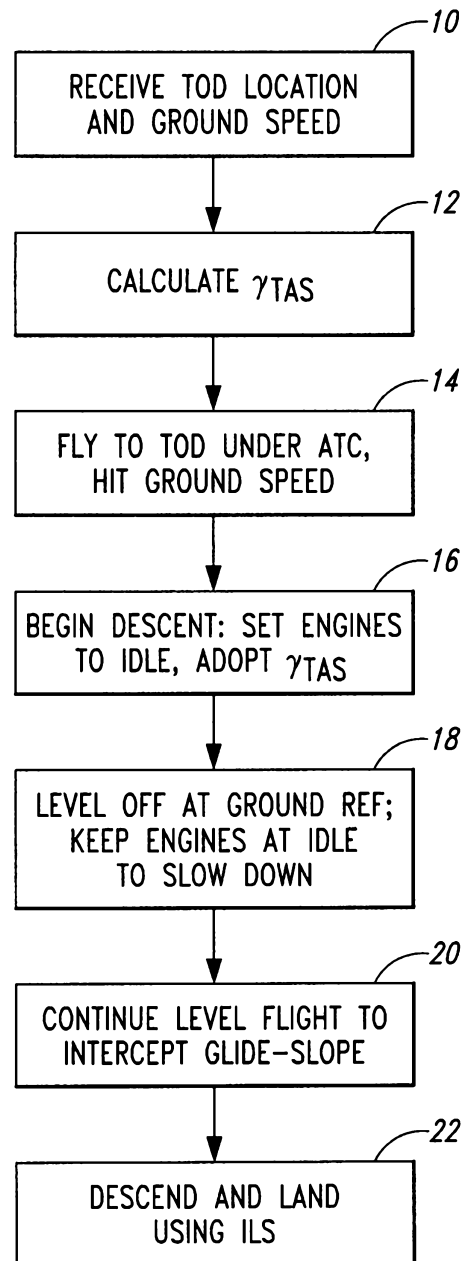 10
RECEIVE TOD LOCATION
AND GROUND SPEED
12
CALCULATE γTAS
14
FLY TO TOD UNDER ATC,
HIT GROUND SPEED
16
BEGIN DESCENT: SET ENGINES
TO IDLE, ADOPT γTAS
18
LEVEL OFF AT GROUND REF;
KEEP ENGINES AT IDLE
TO SLOW DOWN
20
CONTINUE LEVEL FLIGHT TO
INTERCEPT GLIDE-SLOPE
22
DESCEND AND LAND
USING ILS